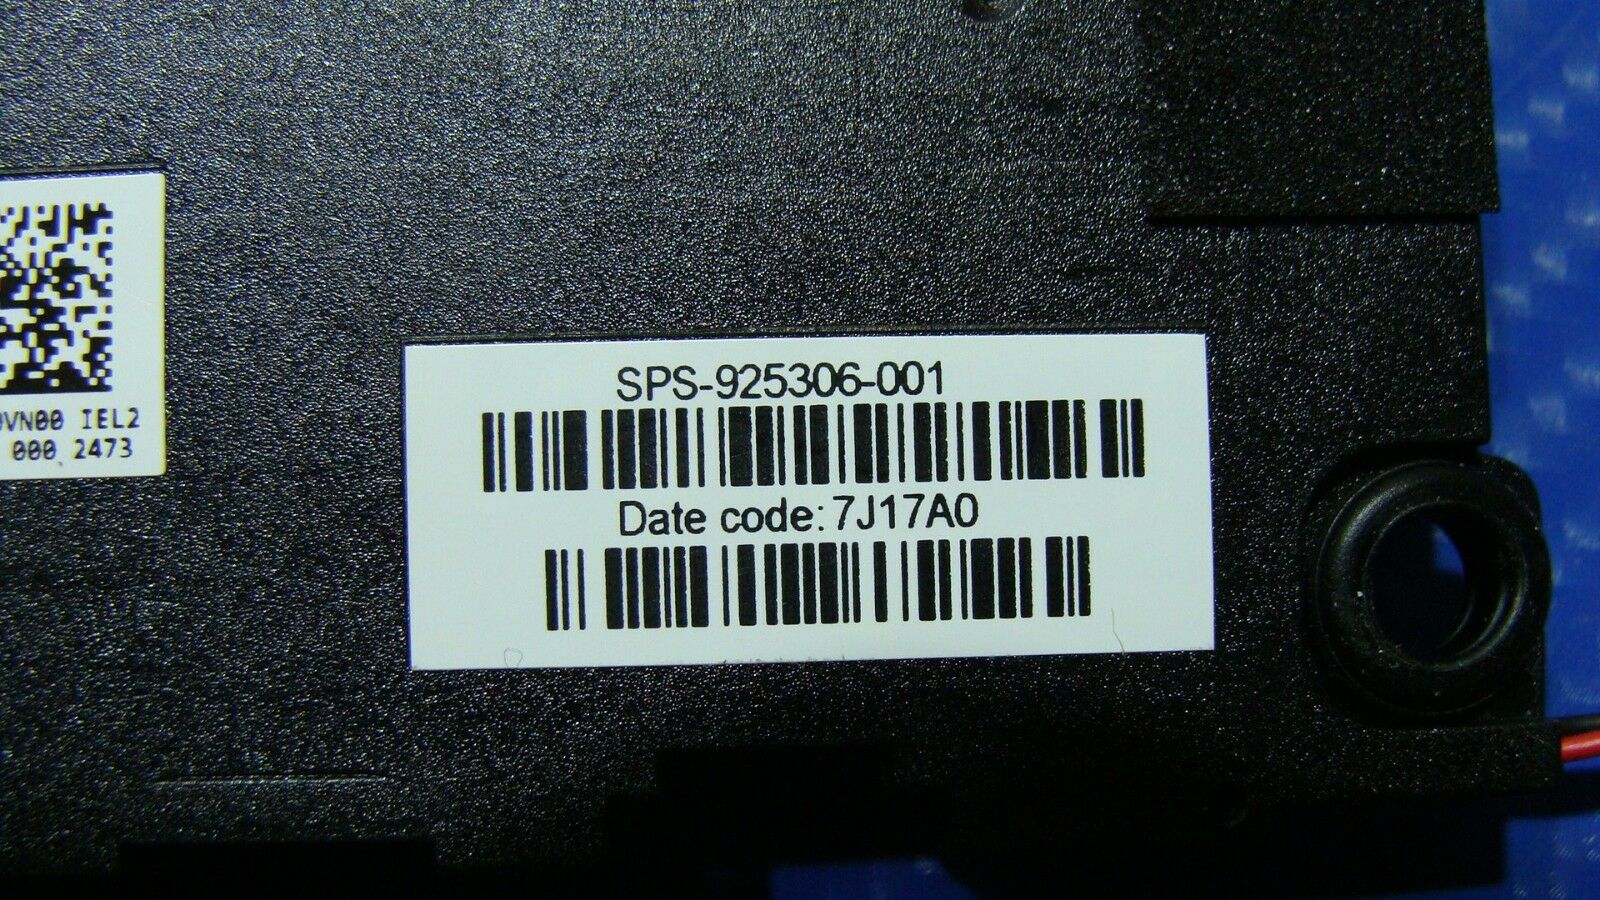 SPS-925306-001
Date code: 7J17A0
VN00 IEL2
000 2473